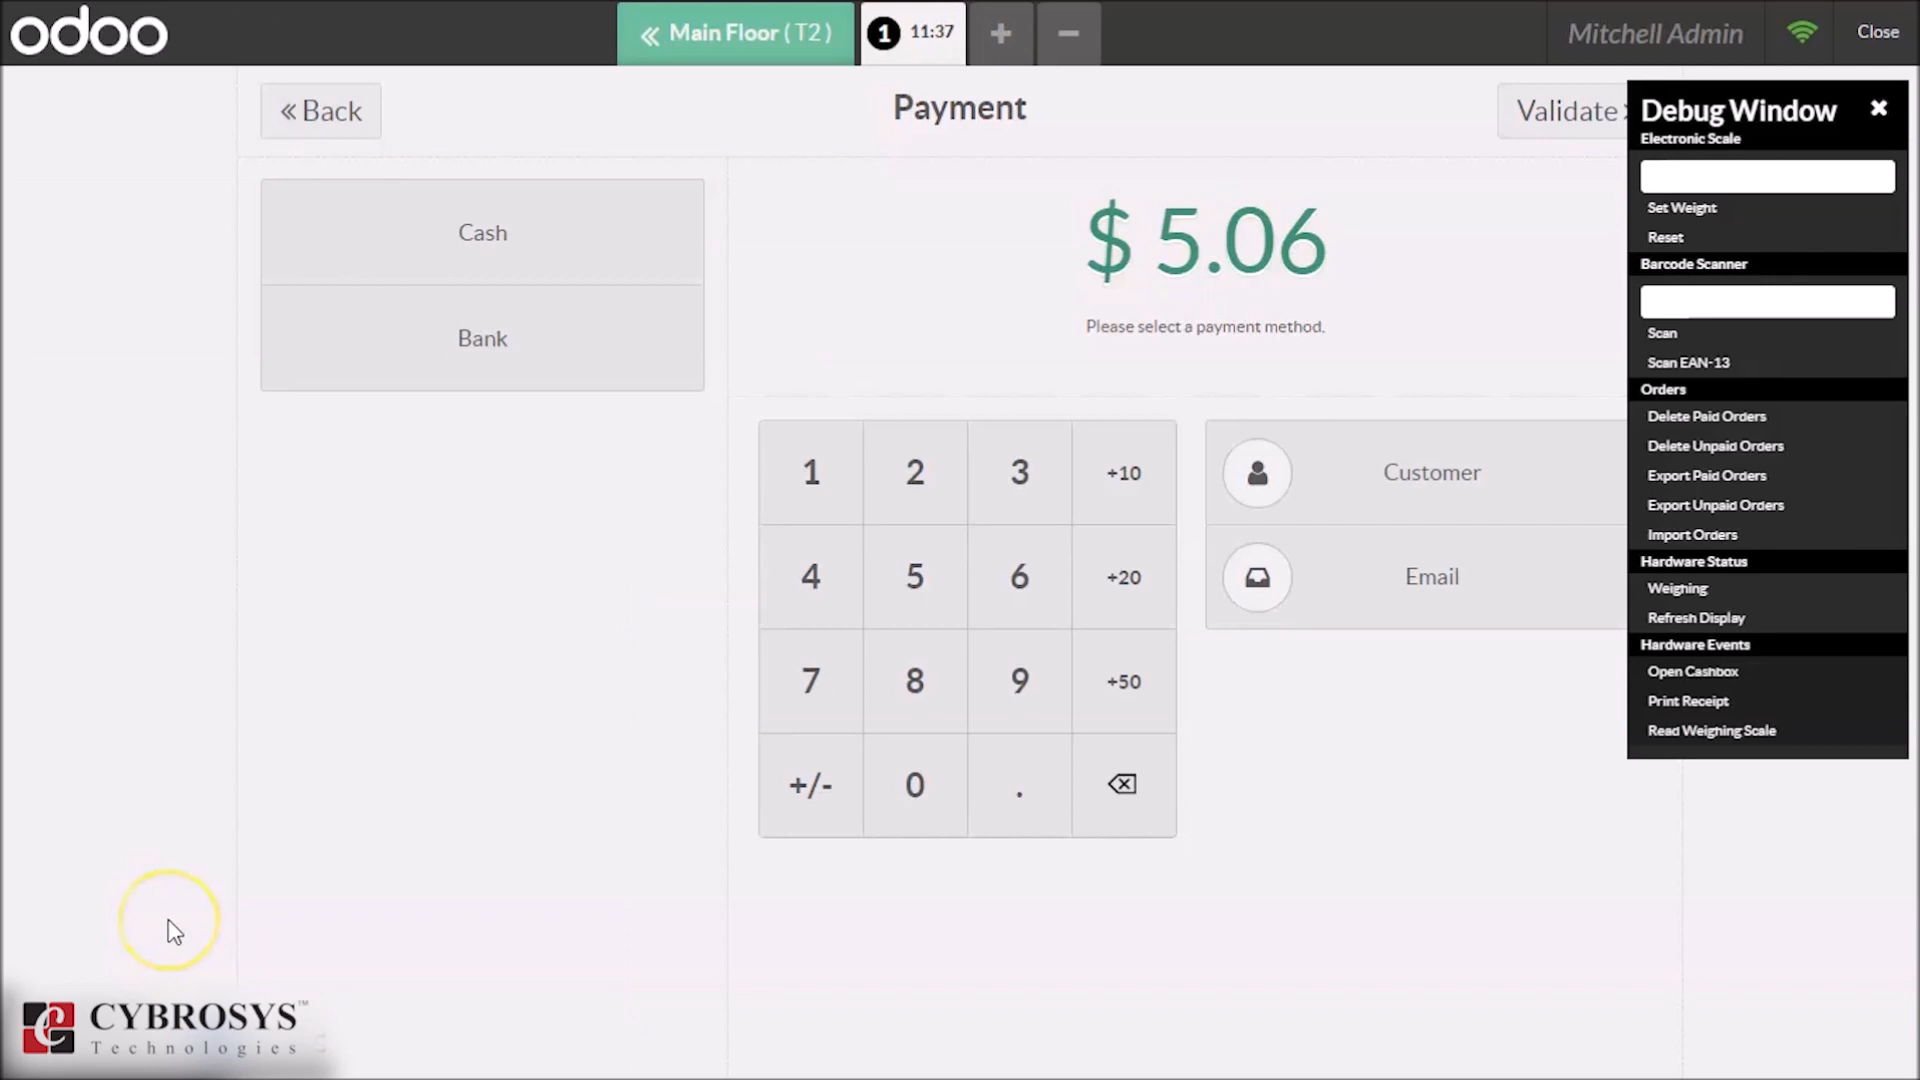 odoo
« Main Floor ( T2 )
1 11:37
+
−
Mitchell Admin
Close
« Back
Payment
Validate
Cash
Bank
$ 5.06
Please select a payment method.
1 2 3 +10
4 5 6 +20
7 8 9 +50
+/- 0 .
Customer
Email
Debug Window
Electronic Scale
Set Weight
Reset
Barcode Scanner
Scan
Scan EAN-13
Orders
Delete Paid Orders
Delete Unpaid Orders
Export Paid Orders
Export Unpaid Orders
Import Orders
Hardware Status
Weighing
Refresh Display
Hardware Events
Open Cashbox
Print Receipt
Read Weighing Scale
CYBROSYS™
Technologies